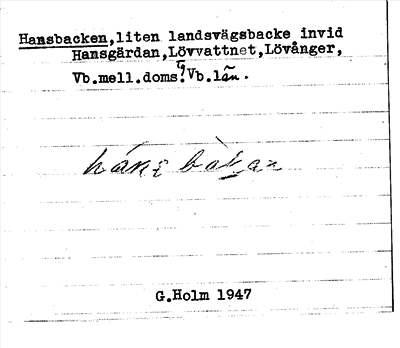 Hansbacken,liten landsvägsbacke invid
Hansgärdan,Lövvattnet,Lövånger,
Vb.mell.doms. Vb.län.
G.Holm 1947